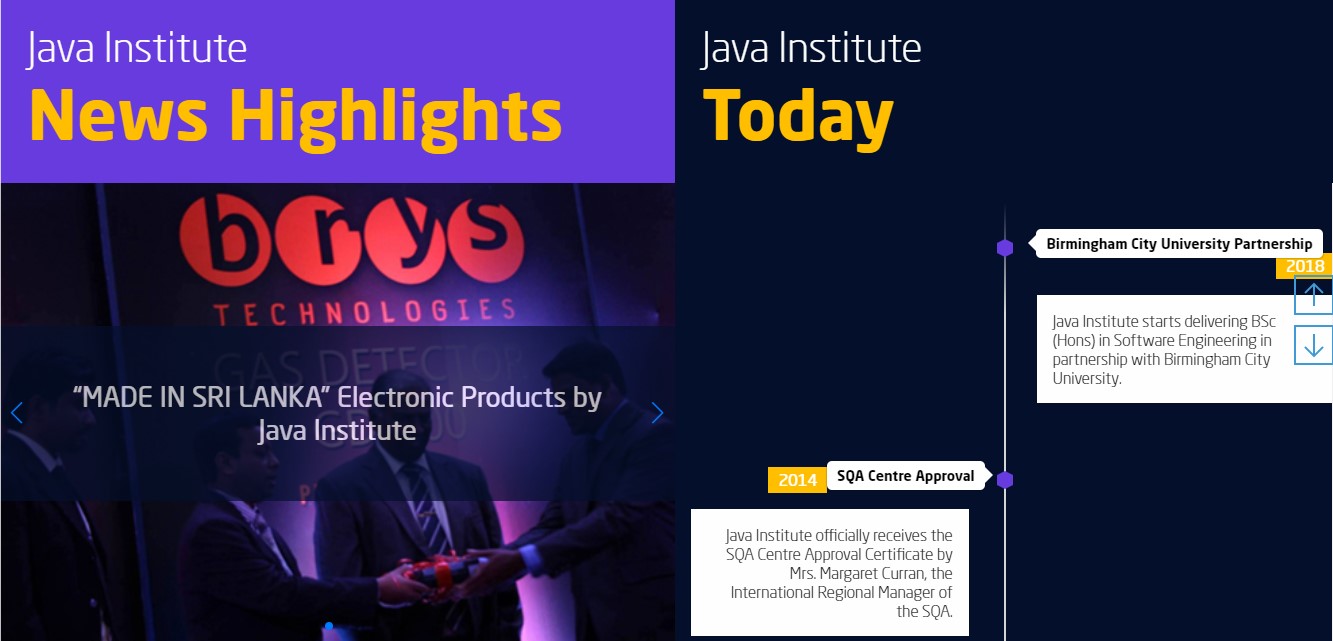 Java Institute
News Highlights
brys
TECHNOLOGIES
GAS DETECTOR
“MADE IN SRI LANKA” Electronic Products by
Java Institute
Java Institute
Today
Birmingham City University Partnership
2018
Java Institute starts delivering BSc
(Hons) in Software Engineering in
partnership with Birmingham City
University.
2014
SQA Centre Approval
Java Institute officially receives the
SQA Centre Approval Certificate by
Mrs. Margaret Curran, the
International Regional Manager of
the SQA.